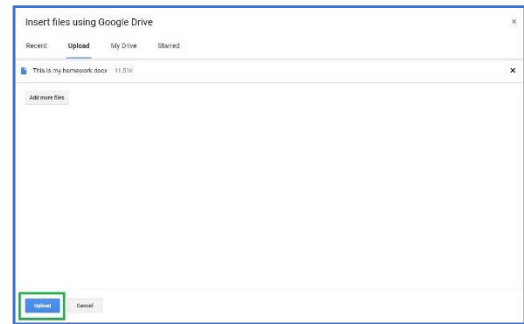 Insert files using Google Drive
Recent Upload My Drive Starred
This is my homework.docx 11.51K
Add more files
Upload Cancel